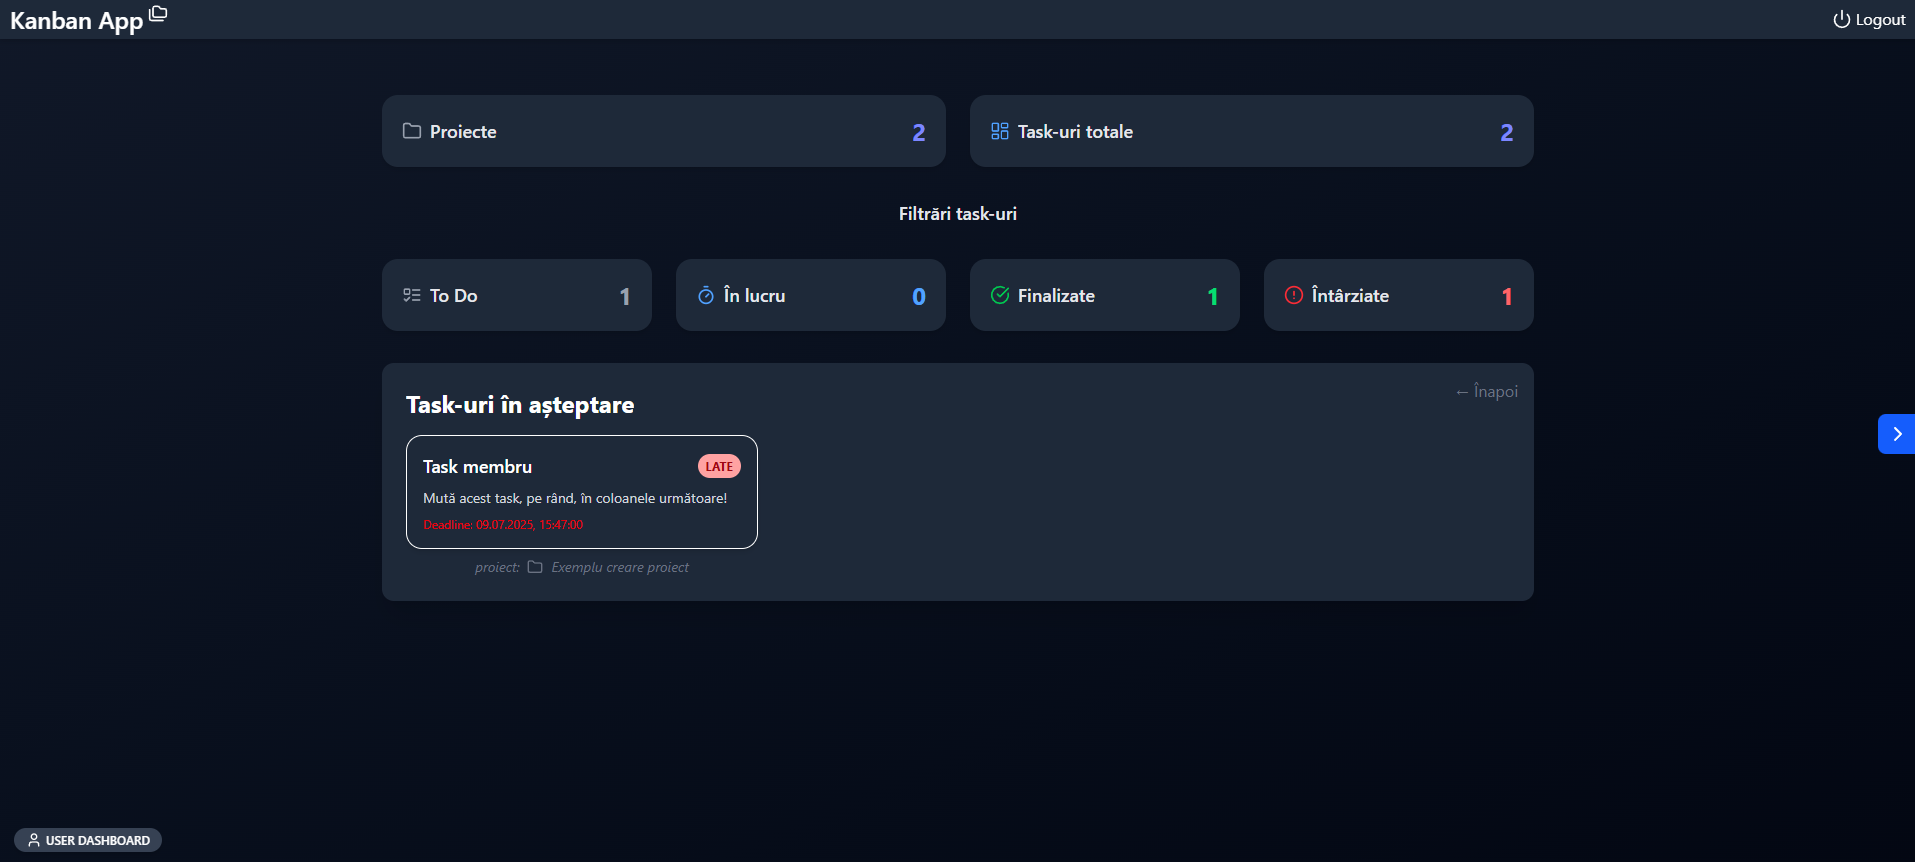 Kanban App
Logout
Proiecte 2
Task-uri totale 2
Filtrări task-uri
To Do 1
În lucru 0
Finalizate 1
Întârziate 1
← Înapoi
Task-uri în așteptare
Task membru LATE
Mută acest task, pe rând, în coloanele următoare!
Deadline: 09.07.2025, 15:47:00
proiect: Exemplu creare proiect
USER DASHBOARD